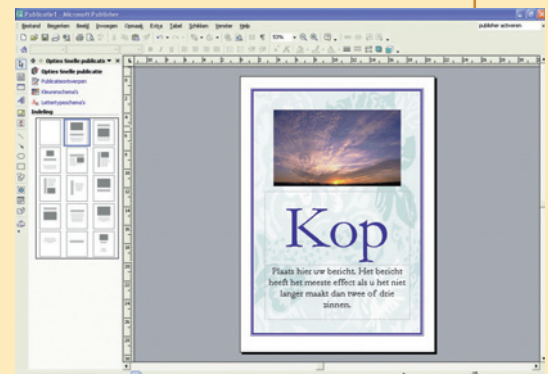 Publicatie1 - Microsoft Publisher
Bestand Bewerken Beeld Invoegen Opmaak Extra Tabel Schikken Venster Help
publisher activeren
93%
Opties Snelle publicatie
Opties Snelle publicatie
Publicatieontwerpen
Kleurenschema's
Lettertypeschema's
Indeling
Kop
Plaats hier uw bericht. Het bericht
heeft het meeste effect als u het niet
langer maakt dan twee of drie
zinnen.